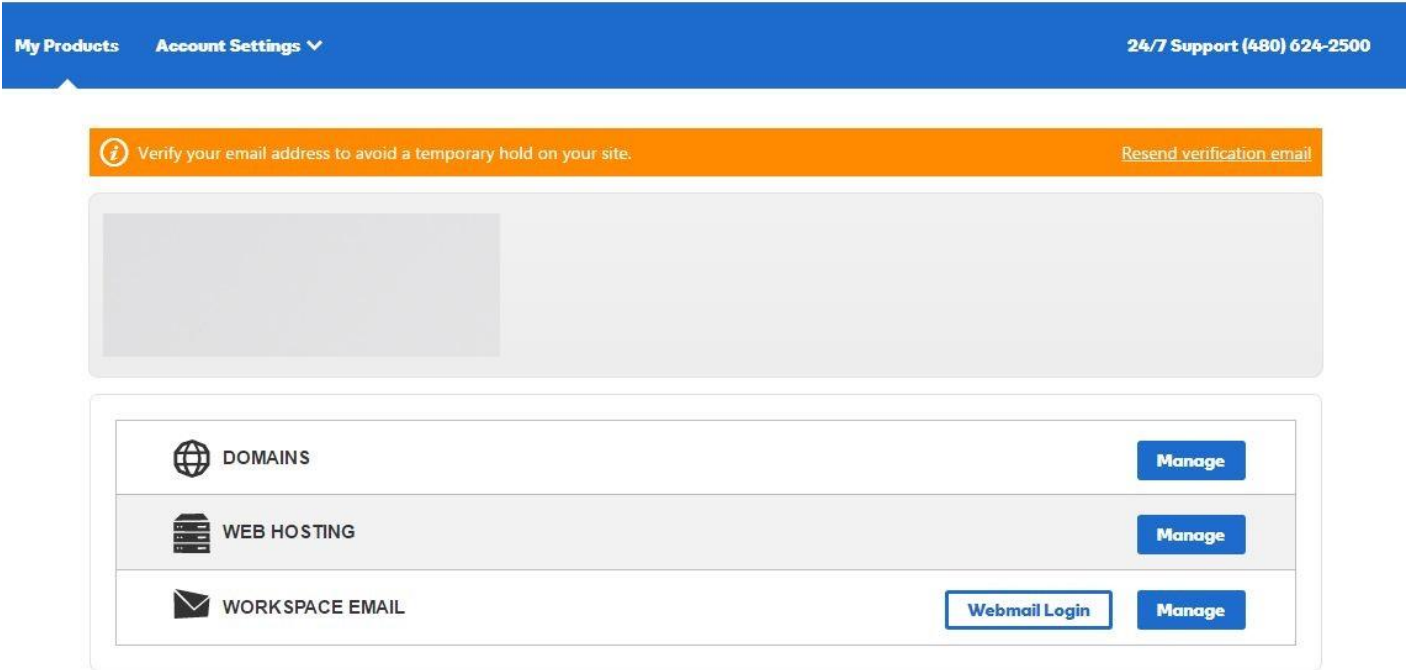 My Products Account Settings 24/7 Support (480) 624-2500
Verify your email address to avoid a temporary hold on your site. Resend verification email
DOMAINS Manage
WEB HOSTING Manage
WORKSPACE EMAIL Webmail Login Manage